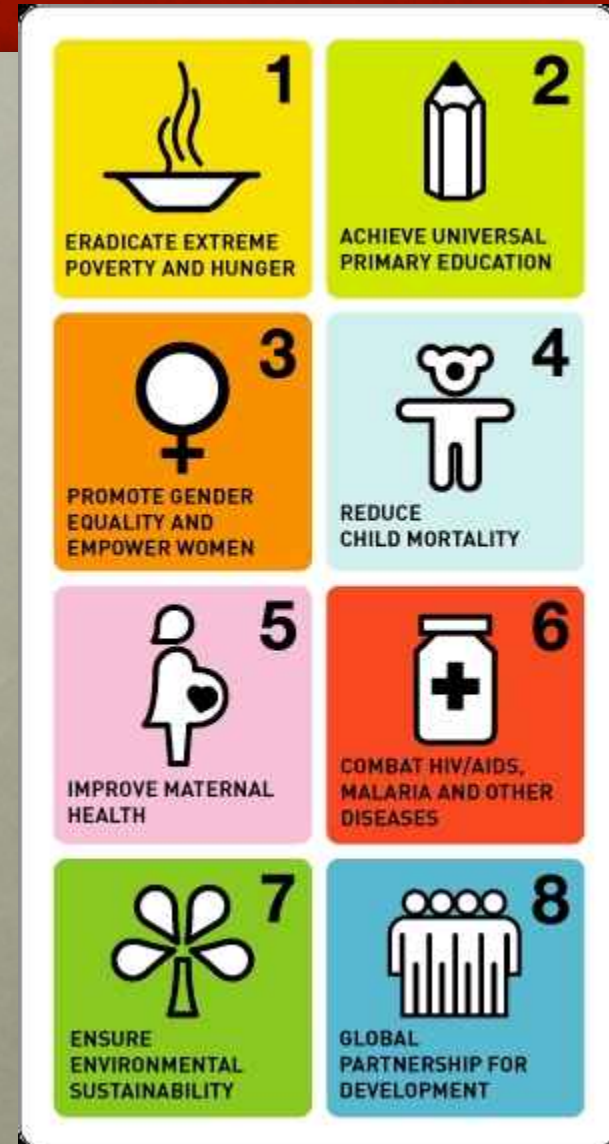 1
ERADICATE EXTREME
POVERTY AND HUNGER
2
ACHIEVE UNIVERSAL
PRIMARY EDUCATION
3
PROMOTE GENDER
EQUALITY AND
EMPOWER WOMEN
4
REDUCE
CHILD MORTALITY
5
IMPROVE MATERNAL
HEALTH
6
COMBAT HIV/AIDS,
MALARIA AND OTHER
DISEASES
7
ENSURE
ENVIRONMENTAL
SUSTAINABILITY
8
GLOBAL
PARTNERSHIP FOR
DEVELOPMENT